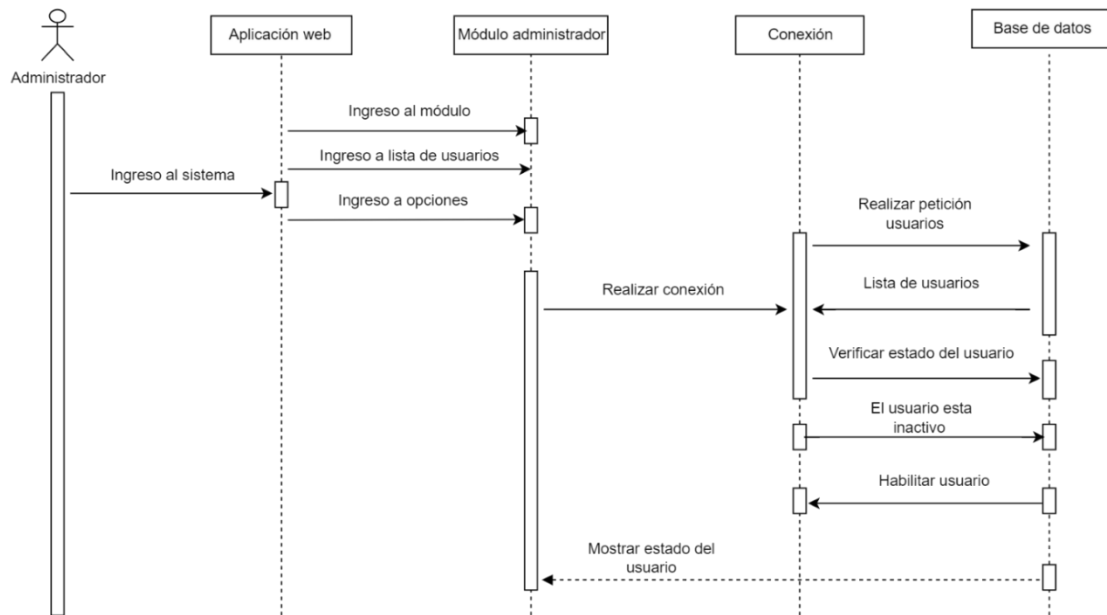 Aplicación web
Módulo administrador
Conexión
Base de datos
Administrador
Ingreso al módulo
Ingreso a lista de usuarios
Ingreso al sistema
Ingreso a opciones
Realizar petición
usuarios
Realizar conexión
Lista de usuarios
Verificar estado del usuario
El usuario esta
inactivo
Habilitar usuario
Mostrar estado del
usuario